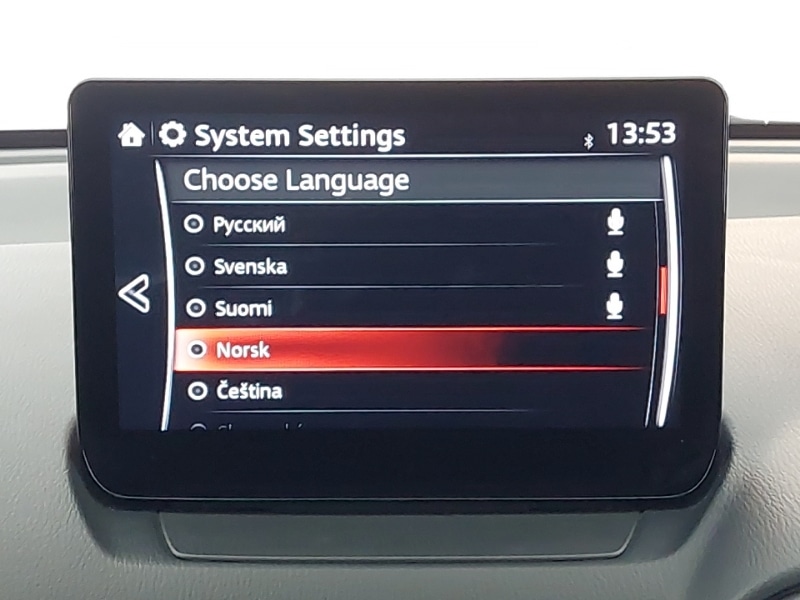 System Settings 13:53
Choose Language
Русский
Svenska
Suomi
Norsk
Čeština